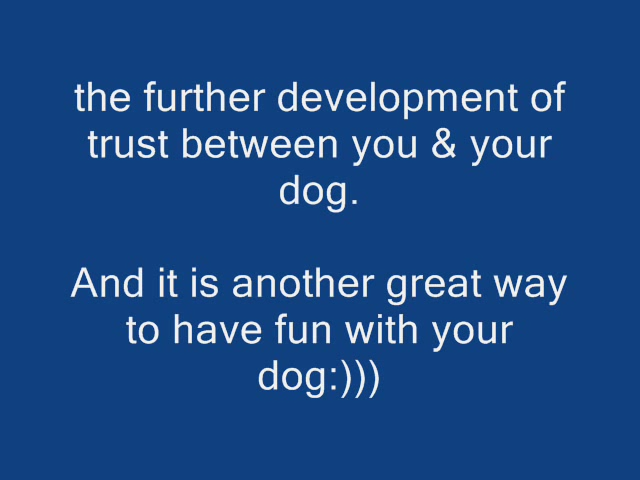 the further development of
trust between you & your
dog.
And it is another great way
to have fun with your
dog:)))